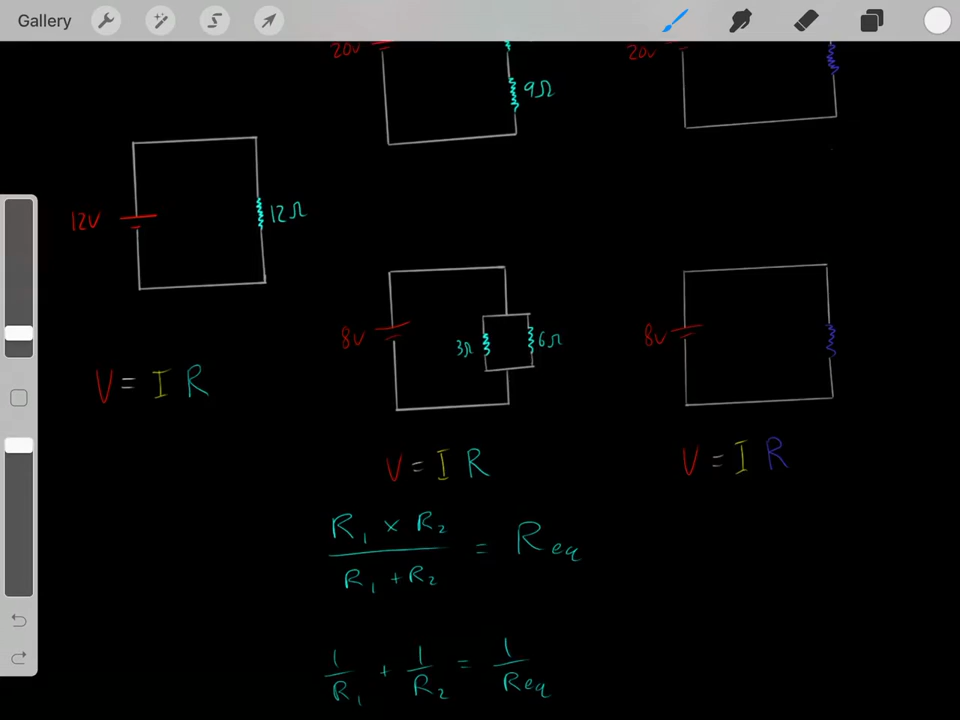 Gallery
20v
20v
9Ω
12V
12Ω
8v
3Ω
6Ω
8v
V = I R
V = I R
V = I R
R₁ × R₂ / R₁ + R₂ = Req
1/R₁ + 1/R₂ = 1/Req